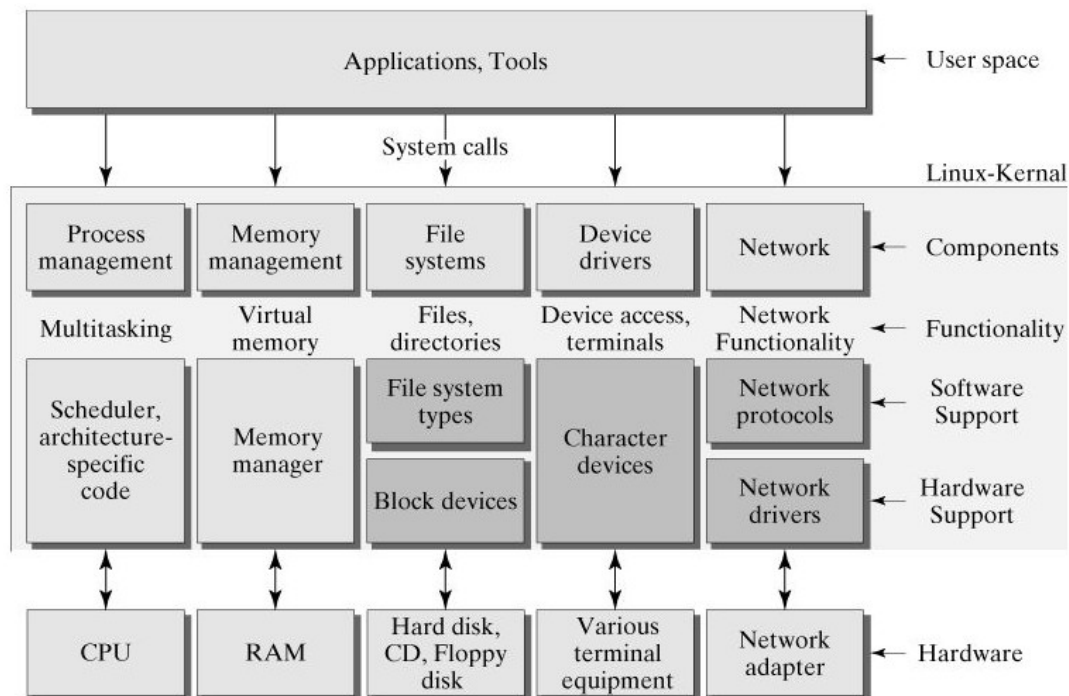 Applications, Tools
User space
System calls
Linux-Kernal
Process
management
Memory
management
File
systems
Device
drivers
Network
Components
Multitasking
Virtual
memory
Files,
directories
Device access,
terminals
Network
Functionality
Functionality
Scheduler,
architecture-
specific
code
Memory
manager
File system
types
Block devices
Character
devices
Network
protocols
Network
drivers
Software
Support
Hardware
Support
CPU
RAM
Hard disk,
CD, Floppy
disk
Various
terminal
equipment
Network
adapter
Hardware